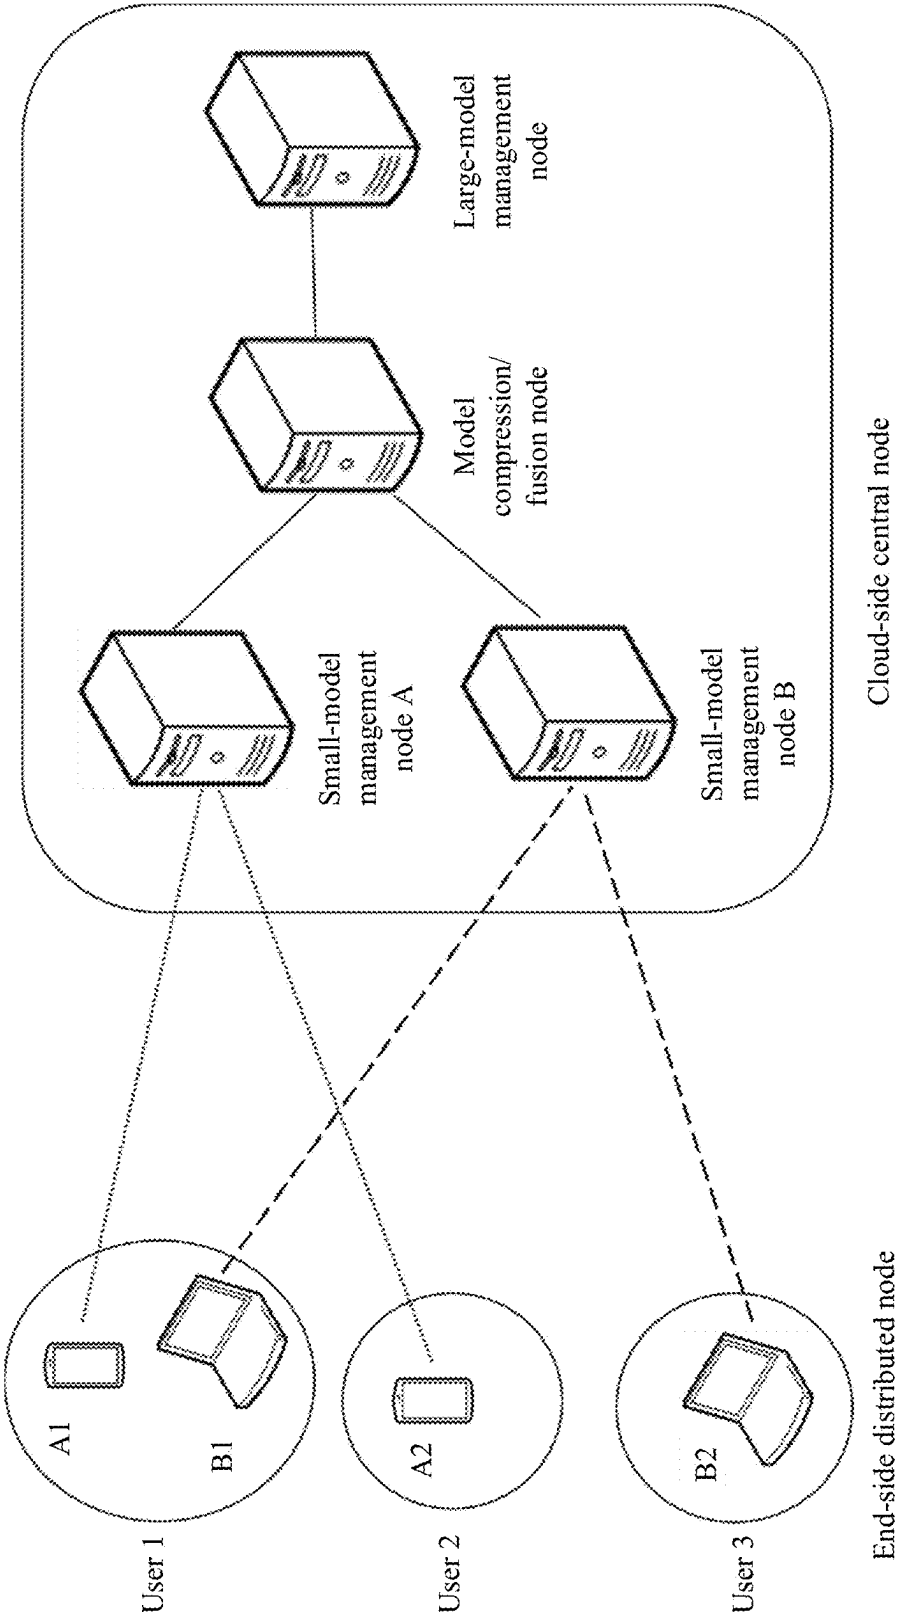 User 1
A1
B1
User 2
A2
User 3
B2
End-side distributed node
Small-model
management
node A
Small-model
management
node B
Model
compression/
fusion node
Large-model
management
node
Cloud-side central node